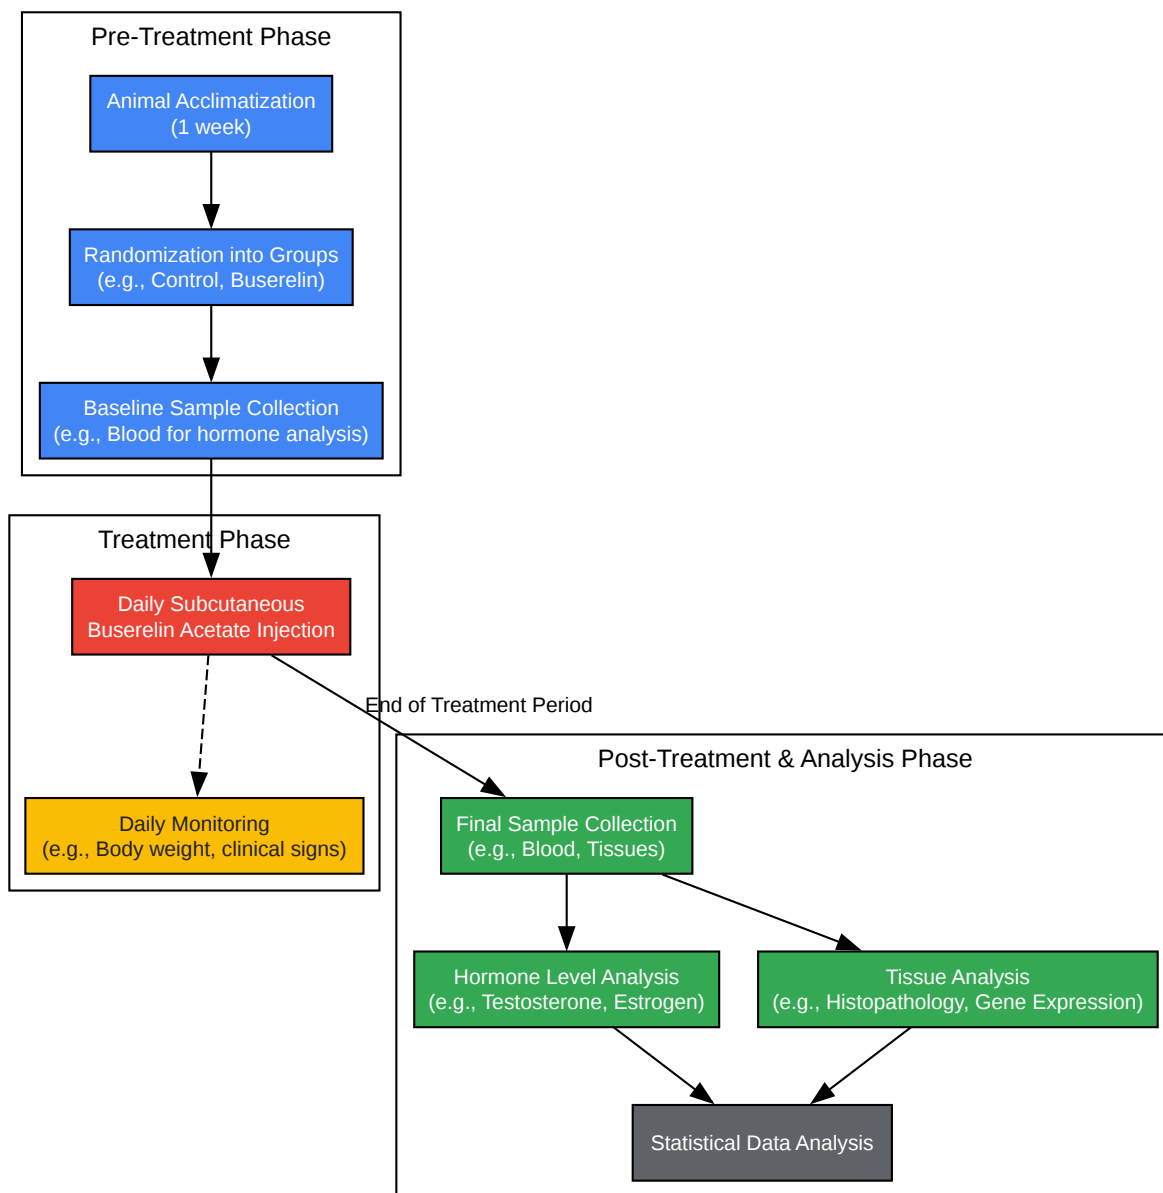 Pre-Treatment Phase
Animal Acclimatization
(1 week)
Randomization into Groups
(e.g., Control, Buserelin)
Baseline Sample Collection
(e.g., Blood for hormone analysis)
Treatment Phase
Daily Subcutaneous
Buserelin Acetate Injection
End of Treatment Period
Daily Monitoring
(e.g., Body weight, clinical signs)
Post-Treatment & Analysis Phase
Final Sample Collection
(e.g., Blood, Tissues)
Hormone Level Analysis
(e.g., Testosterone, Estrogen)
Tissue Analysis
(e.g., Histopathology, Gene Expression)
Statistical Data Analysis